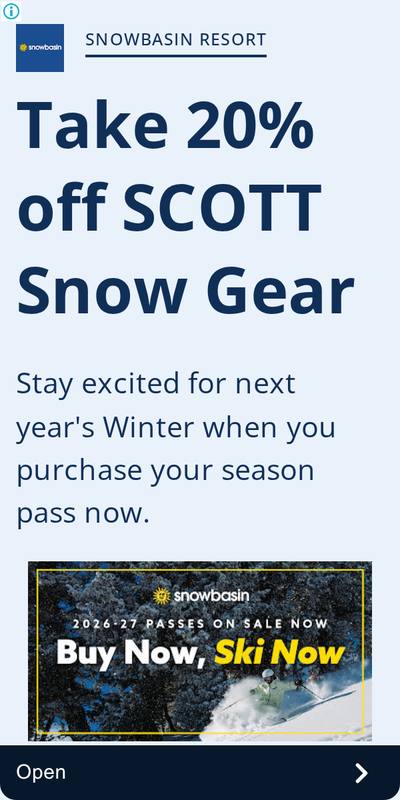 snowbasin
SNOWBASIN RESORT
Take 20%
off SCOTT
Snow Gear
Stay excited for next
year's Winter when you
purchase your season
pass now.
snowbasin
2026-27 PASSES ON SALE NOW
Buy Now, Ski Now
Open